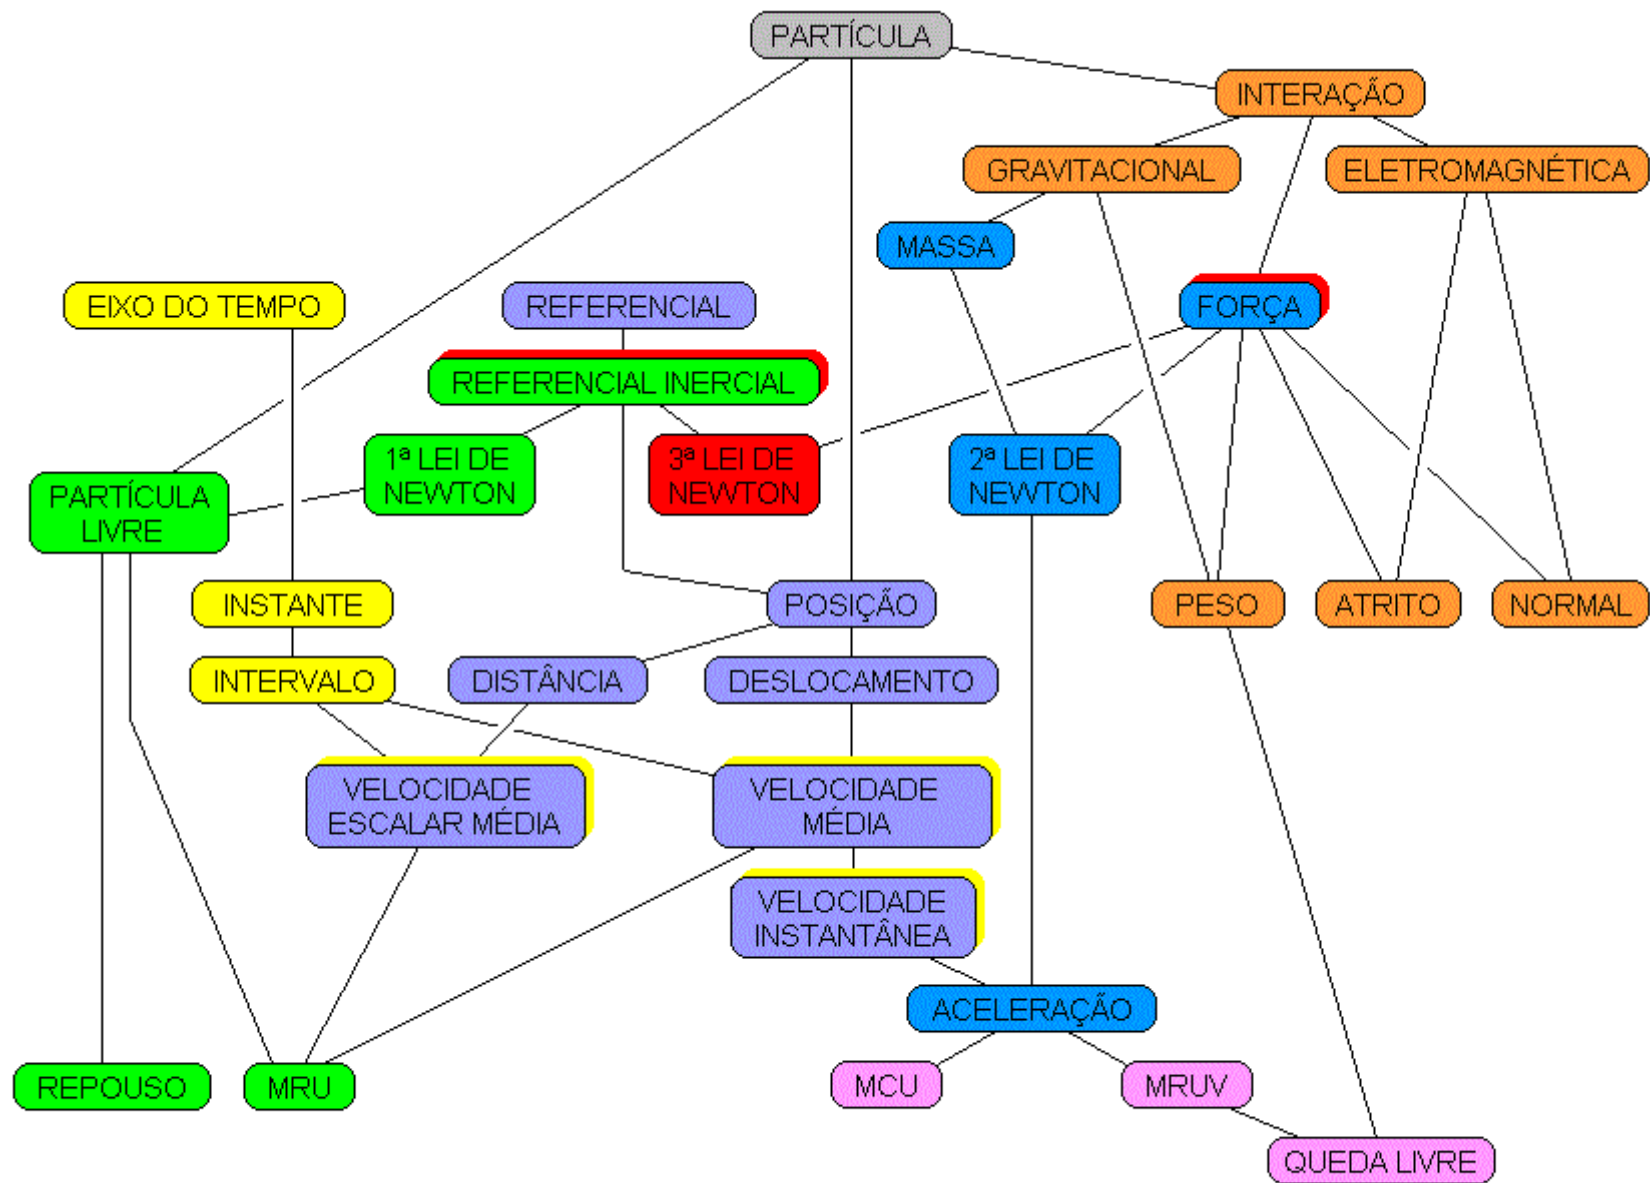 PARTÍCULA
INTERAÇÃO
GRAVITACIONAL
ELETROMAGNÉTICA
MASSA
EIXO DO TEMPO
REFERENCIAL
FORÇA
REFERENCIAL INERCIAL
1ª LEI DE
NEWTON
3ª LEI DE
NEWTON
2ª LEI DE
NEWTON
PARTÍCULA
LIVRE
INSTANTE
POSIÇÃO
PESO
ATRITO
NORMAL
INTERVALO
DISTÂNCIA
DESLOCAMENTO
VELOCIDADE
ESCALAR MÉDIA
VELOCIDADE
MÉDIA
VELOCIDADE
INSTANTÂNEA
ACELERAÇÃO
REPOUSO
MRU
MCU
MRUV
QUEDA LIVRE